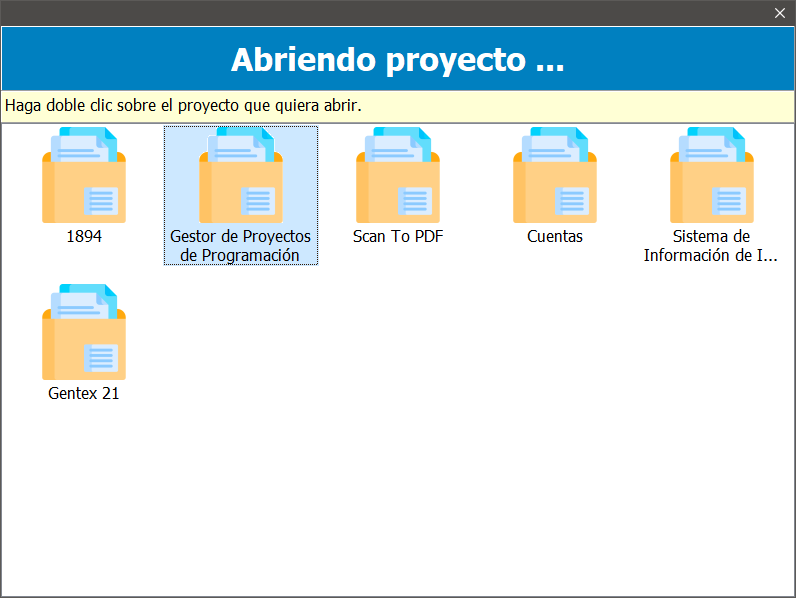 Abriendo proyecto ...
Haga doble clic sobre el proyecto que quiera abrir.
1894
Gestor de Proyectos
de Programación
Scan To PDF
Cuentas
Sistema de
Información de I...
Gentex 21